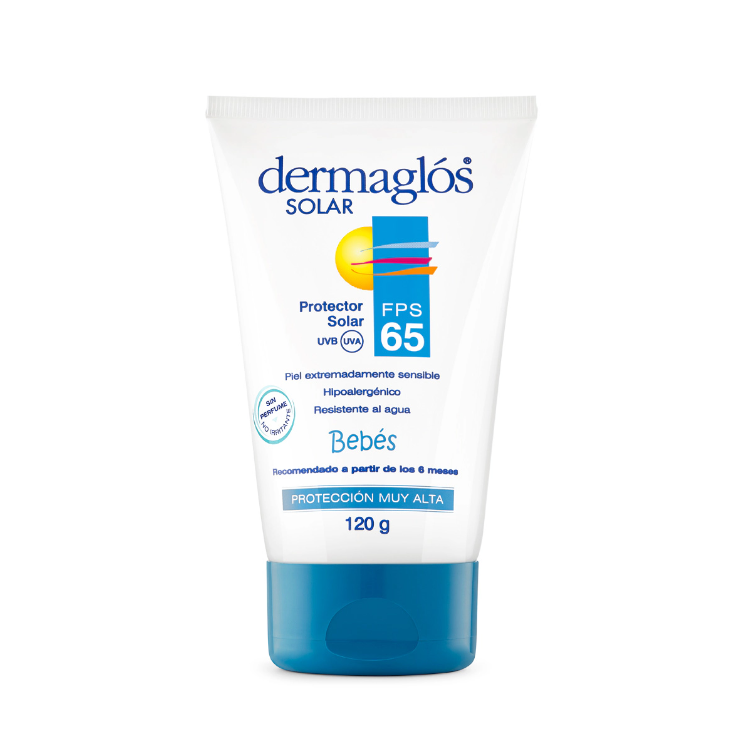 dermaglós®
SOLAR
Protector
Solar
UVB UVA
FPS
65
Piel extremadamente sensible
Hipoalergénico
Resistente al agua
SIN
PERFUME
NO IRRITANTE
Bebés
Recomendado a partir de los 6 meses
PROTECCIÓN MUY ALTA
120 g